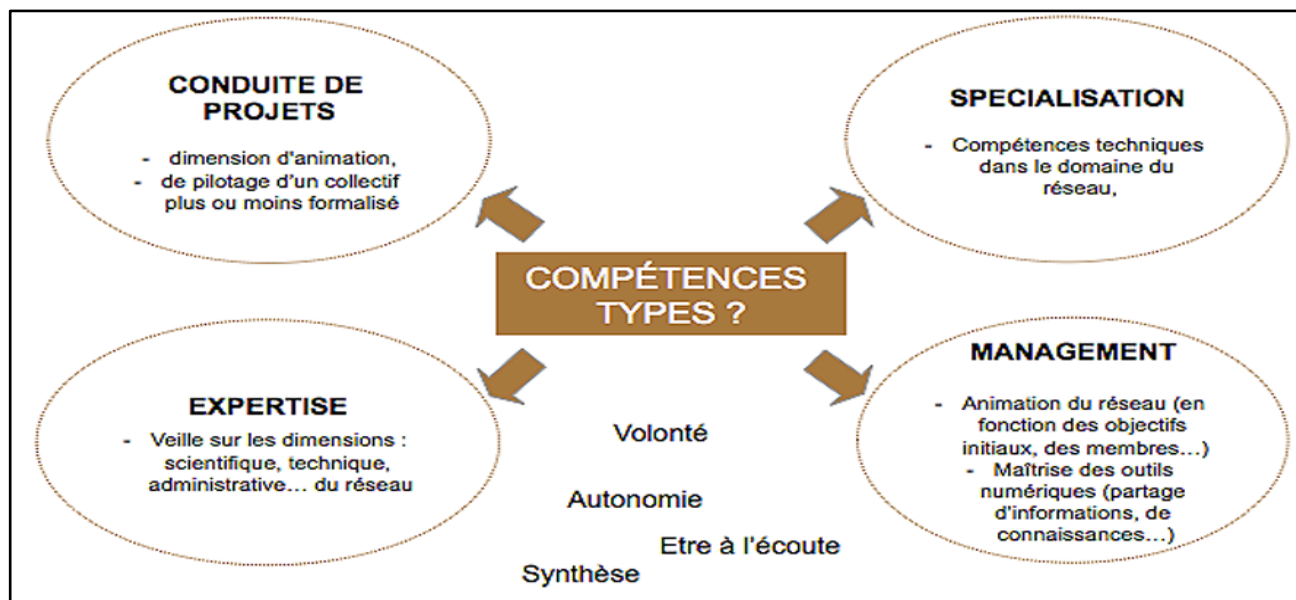 CONDUITE DE
PROJETS
- dimension d'animation,
- de pilotage d'un collectif
plus ou moins formalisé
SPECIALISATION
- Compétences techniques
dans le domaine du
réseau,
COMPÉTENCES
TYPES ?
EXPERTISE
- Veille sur les dimensions :
scientifique, technique,
administrative… du réseau
MANAGEMENT
- Animation du réseau (en
fonction des objectifs
initiaux, des membres…)
- Maîtrise des outils
numériques (partage
d'informations, de
connaissances…)
Volonté
Autonomie
Etre à l'écoute
Synthèse